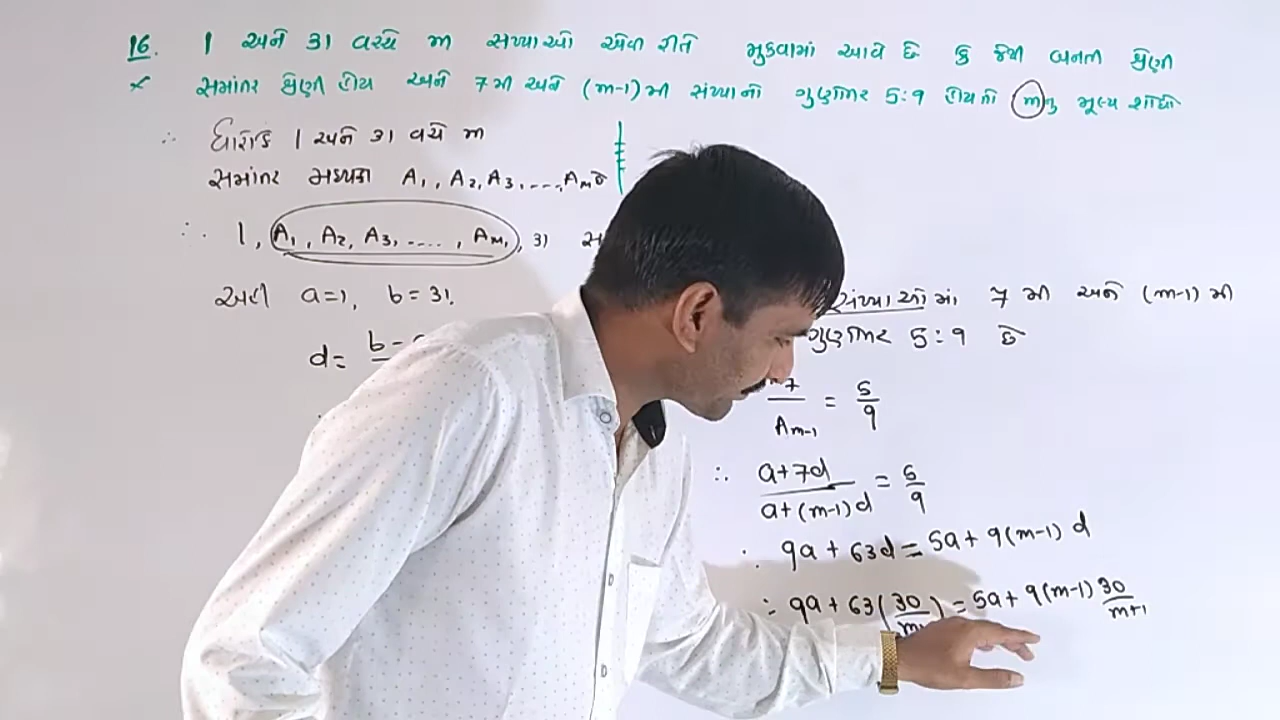 16. 1 અને 31 વચ્ચે m સંખ્યાઓ એવી રીતે મુકવામાં આવે છે કે જેથી બનતી શ્રેણી
* સમાંતર શ્રેણી હોય અને 7 મી અને (m-1) મી સંખ્યાનો ગુણોત્તર 5:9 હોય તો m નુ મૂલ્ય શોધો
∴ ધારોકે 1 અને 31 વચ્ચે m
સમાંતર મધ્યકો A₁, A₂, A₃, ...., Aₘ છે
∴ 1, A₁, A₂, A₃, ...., Aₘ, 31 સ
અહી a=1, b=31.
d= b-
સંખ્યાઓમાં 7 મી અને (m-1) મી
ગુણોત્તર 5:9 છે
7/Aₘ₋₁ = 5/9
∴ a+7d/a+(m-1)d = 5/9
∴ 9a + 63d = 5a + 9(m-1)d
∴ 9a + 63(30/m) = 5a + 9(m-1) 30/m+1